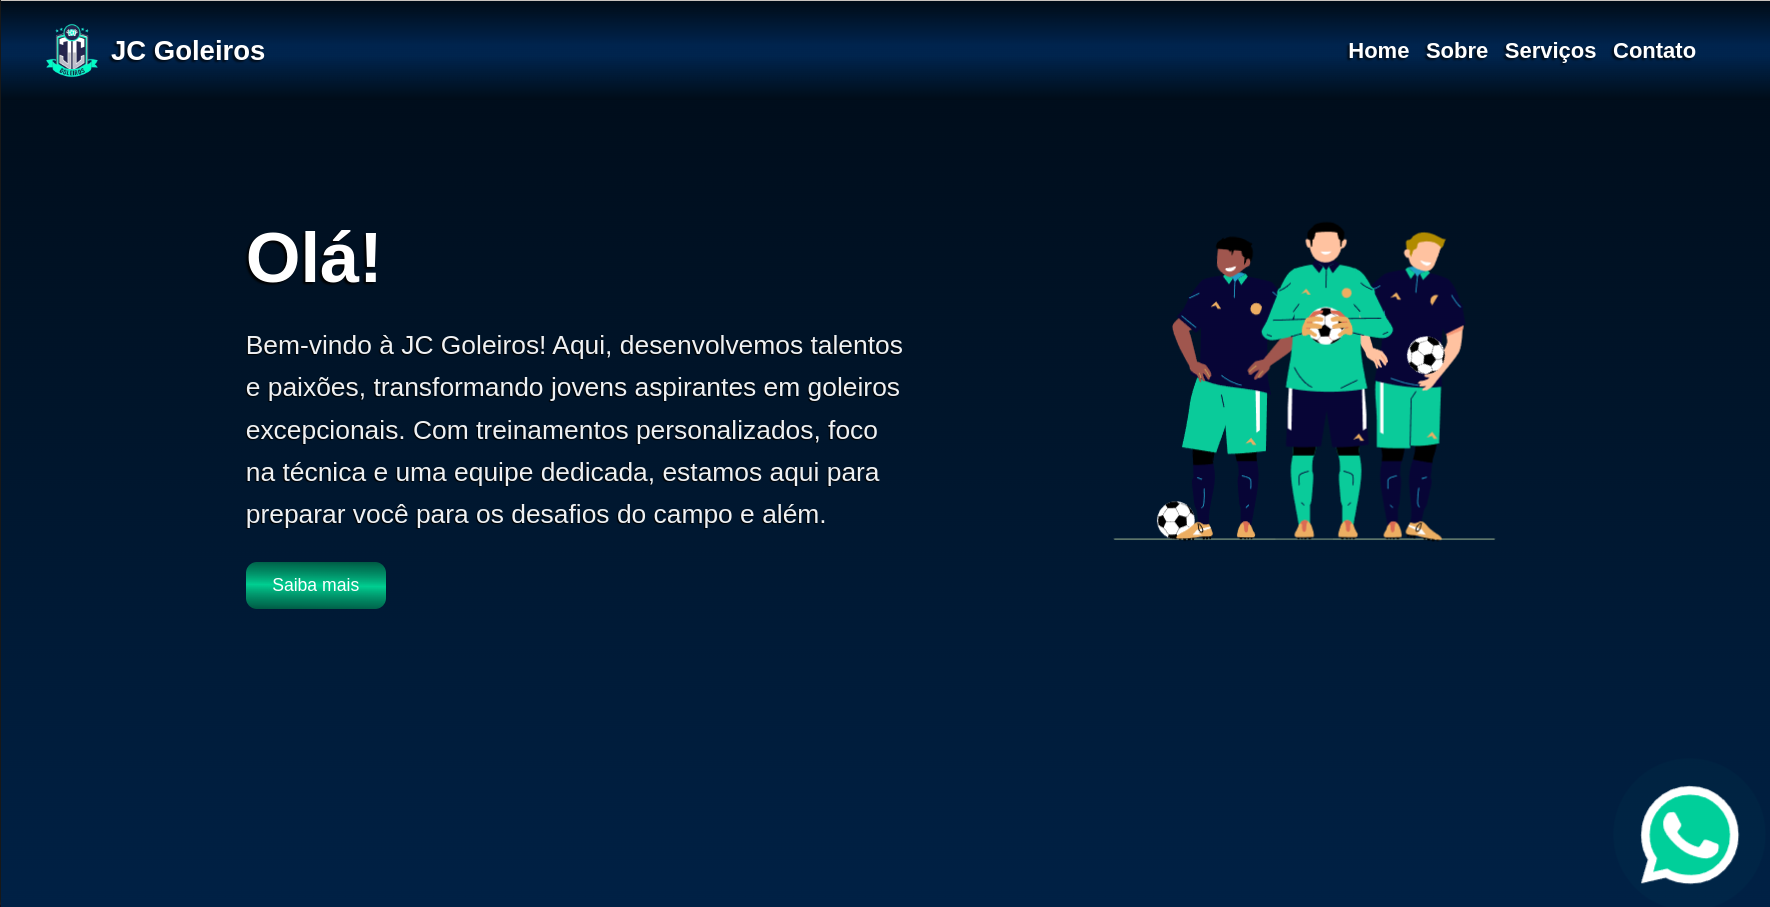 JC
GOLEIROS
JC Goleiros
Home Sobre Serviços Contato
Olá!
Bem-vindo à JC Goleiros! Aqui, desenvolvemos talentos
e paixões, transformando jovens aspirantes em goleiros
excepcionais. Com treinamentos personalizados, foco
na técnica e uma equipe dedicada, estamos aqui para
preparar você para os desafios do campo e além.
Saiba mais